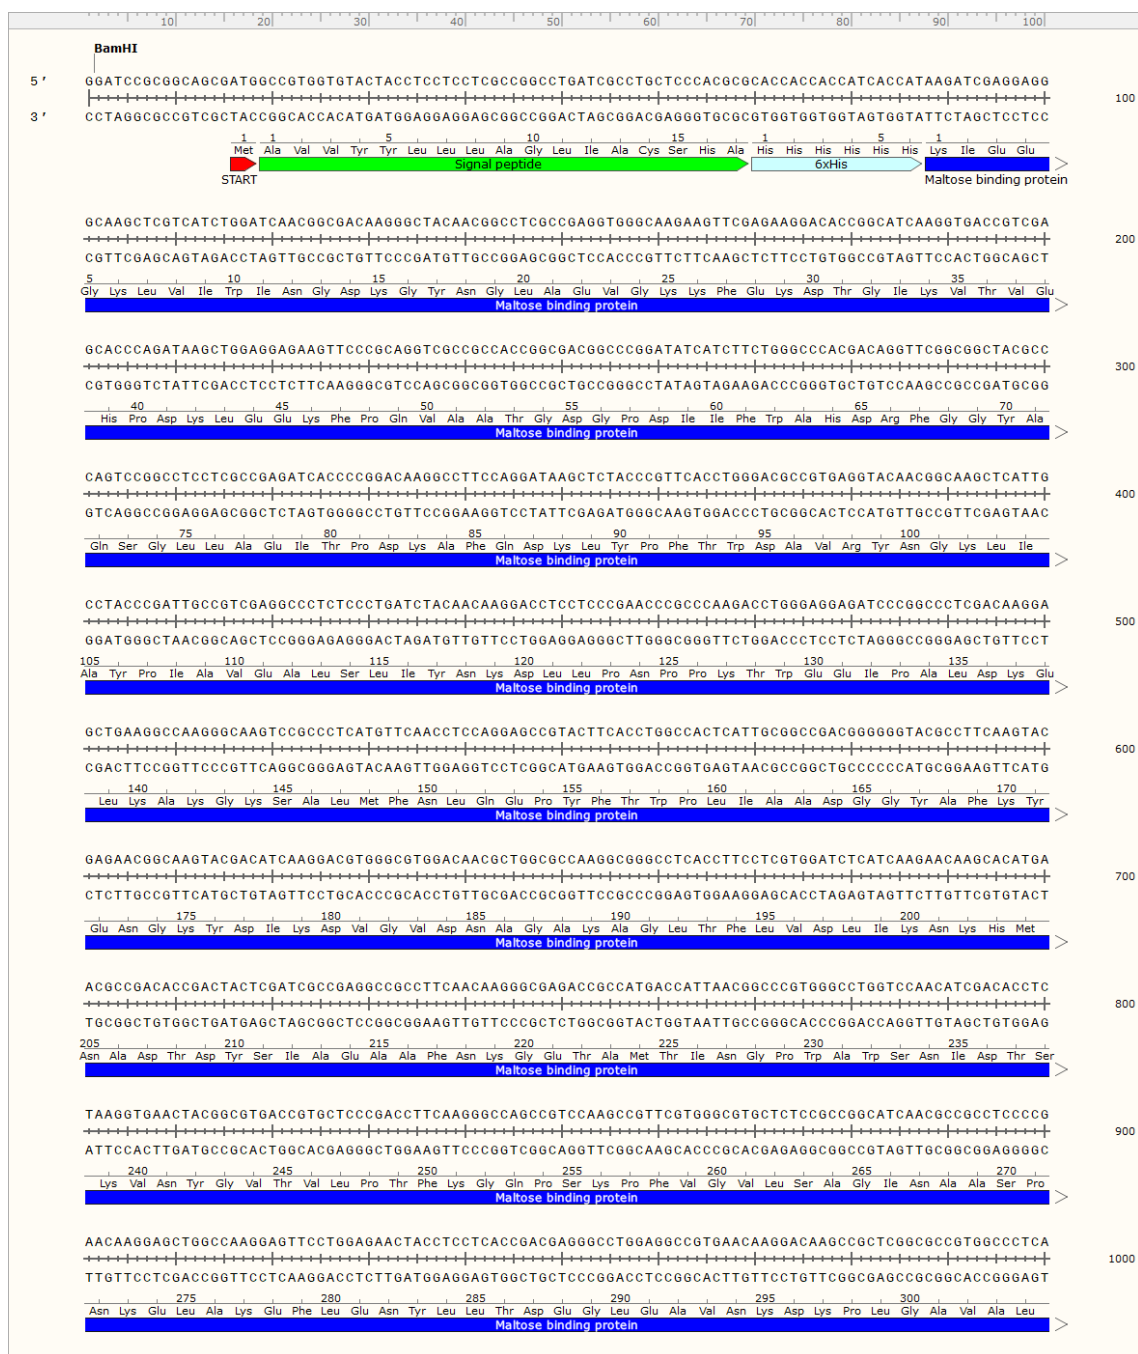 10 20 30 40 50 60 70 80 90 100
BamHI
5' GGATCCGCGGCAGCGATGGCCGTGGTGTACTACCTCCTCCTCGCCGGCCTGATCGCCTGCTCCCACGCGCACCACCACCATCACCATAAGATCGAGGAGG
100
3' CCTAGGCGCCGTCGCTACCGGCACCACATGATGGAGGAGGAGCGGCCGGACTAGCGGACGAGGGTGCGCGTGGTGGTGGTAGTGGTATTCTAGCTCCTCC
1 1 5 10 15 1 5 1
Met Ala Val Val Tyr Tyr Leu Leu Leu Ala Gly Leu Ile Ala Cys Ser His Ala His His His His His His Lys Ile Glu Glu
Signal peptide 6xHis
START Maltose binding protein
GCAAGCTCGTCATCTGGATCAACGGCGACAAGGGCTACAACGGCCTCGCCGAGGTGGGCAAGAAGTTCGAGAAGGACACCGGCATCAAGGTGACCGTCGA
200
CGTTCGAGCAGTAGACCTAGTTGCCGCTGTTCCCGATGTTGCCGGAGCGGCTCCACCCGTTCTTCAAGCTCTTCCTGTGGCCGTAGTTCCACTGGCAGCT
5 10 15 20 25 30 35
Gly Lys Leu Val Ile Trp Ile Asn Gly Asp Lys Gly Tyr Asn Gly Leu Ala Glu Val Gly Lys Lys Phe Glu Lys Asp Thr Gly Ile Lys Val Thr Val Glu
Maltose binding protein
GCACCCAGATAAGCTGGAGGAGAAGTTCCCGCAGGTCGCCGCCACCGGCGACGGCCCGGATATCATCTTCTGGGCCCACGACAGGTTCGGCGGCTACGCC
300
CGTGGGTCTATTCGACCTCCTCTTCAAGGGCGTCCAGCGGCGGTGGCCGCTGCCGGGCCTATAGTAGAAGACCCGGGTGCTGTCCAAGCCGCCGATGCGG
40 45 50 55 60 65 70
His Pro Asp Lys Leu Glu Glu Lys Phe Pro Gln Val Ala Ala Thr Gly Asp Gly Pro Asp Ile Ile Phe Trp Ala His Asp Arg Phe Gly Gly Tyr Ala
Maltose binding protein
CAGTCCGGCCTCCTCGCCGAGATCACCCCGGACAAGGCCTTCCAGGATAAGCTCTACCCGTTCACCTGGGACGCCGTGAGGTACAACGGCAAGCTCATTG
400
GTCAGGCCGGAGGAGCGGCTCTAGTGGGGCCTGTTCCGGAAGGTCCTATTCGAGATGGGCAAGTGGACCCTGCGGCACTCCATGTTGCCGTTCGAGTAAC
75 80 85 90 95 100
Gln Ser Gly Leu Leu Ala Glu Ile Thr Pro Asp Lys Ala Phe Gln Asp Lys Leu Tyr Pro Phe Thr Trp Asp Ala Val Arg Tyr Asn Gly Lys Leu Ile
Maltose binding protein
CCTACCCGATTGCCGTCGAGGCCCTCTCCCTGATCTACAACAAGGACCTCCTCCCGAACCCGCCCAAGACCTGGGAGGAGATCCCGGCCCTCGACAAGGA
500
GGATGGGCTAACGGCAGCTCCGGGAGAGGGACTAGATGTTGTTCCTGGAGGAGGGCTTGGGCGGGTTCTGGACCCTCCTCTAGGGCCGGGAGCTGTTCCT
105 110 115 120 125 130 135
Ala Tyr Pro Ile Ala Val Glu Ala Leu Ser Leu Ile Tyr Asn Lys Asp Leu Leu Pro Asn Pro Pro Lys Thr Trp Glu Glu Ile Pro Ala Leu Asp Lys Glu
Maltose binding protein
GCTGAAGGCCAAGGGCAAGTCCGCCCTCATGTTCAACCTCCAGGAGCCGTACTTCACCTGGCCACTCATTGCGGCCGACGGGGGGTACGCCTTCAAGTAC
600
CGACTTCCGGTTCCCGTTCAGGCGGGAGTACAAGTTGGAGGTCCTCGGCATGAAGTGGACCGGTGAGTAACGCCGGCTGCCCCCCATGCGGAAGTTCATG
140 145 150 155 160 165 170
Leu Lys Ala Lys Gly Lys Ser Ala Leu Met Phe Asn Leu Gln Glu Pro Tyr Phe Thr Trp Pro Leu Ile Ala Ala Asp Gly Gly Tyr Ala Phe Lys Tyr
Maltose binding protein
GAGAACGGCAAGTACGACATCAAGGACGTGGGCGTGGACAACGCTGGCGCCAAGGCGGGCCTCACCTTCCTCGTGGATCTCATCAAGAACAAGCACATGA
700
CTCTTGCCGTTCATGCTGTAGTTCCTGCACCCGCACCTGTTGCGACCGCGGTTCCGCCCGGAGTGGAAGGAGCACCTAGAGTAGTTCTTGTTCGTGTACT
175 180 185 190 195 200
Glu Asn Gly Lys Tyr Asp Ile Lys Asp Val Gly Val Asp Asn Ala Gly Ala Lys Ala Gly Leu Thr Phe Leu Val Asp Leu Ile Lys Asn Lys His Met
Maltose binding protein
ACGCCGACACCGACTACTCGATCGCCGAGGCCGCCTTCAACAAGGGCGAGACCGCCATGACCATTAACGGCCCGTGGGCCTGGTCCAACATCGACACCTC
800
TGCGGCTGTGGCTGATGAGCTAGCGGCTCCGGCGGAAGTTGTTCCCGCTCTGGCGGTACTGGTAATTGCCGGGCACCCGGACCAGGTTGTAGCTGTGGAG
205 210 215 220 225 230 235
Asn Ala Asp Thr Asp Tyr Ser Ile Ala Glu Ala Ala Phe Asn Lys Gly Glu Thr Ala Met Thr Ile Asn Gly Pro Trp Ala Trp Ser Asn Ile Asp Thr Ser
Maltose binding protein
TAAGGTGAACTACGGCGTGACCGTGCTCCCGACCTTCAAGGGCCAGCCGTCCAAGCCGTTCGTGGGCGTGCTCTCCGCCGGCATCAACGCCGCCTCCCCG
900
ATTCCACTTGATGCCGCACTGGCACGAGGGCTGGAAGTTCCCGGTCGGCAGGTTCGGCAAGCACCCGCACGAGAGGCGGCCGTAGTTGCGGCGGAGGGGC
240 245 250 255 260 265 270
Lys Val Asn Tyr Gly Val Thr Val Leu Pro Thr Phe Lys Gly Gln Pro Ser Lys Pro Phe Val Gly Val Leu Ser Ala Gly Ile Asn Ala Ala Ser Pro
Maltose binding protein
AACAAGGAGCTGGCCAAGGAGTTCCTGGAGAACTACCTCCTCACCGACGAGGGCCTGGAGGCCGTGAACAAGGACAAGCCGCTCGGCGCCGTGGCCCTCA
1000
TTGTTCCTCGACCGGTTCCTCAAGGACCTCTTGATGGAGGAGTGGCTGCTCCCGGACCTCCGGCACTTGTTCCTGTTCGGCGAGCCGCGGCACCGGGAGT
275 280 285 290 295 300
Asn Lys Glu Leu Ala Lys Glu Phe Leu Glu Asn Tyr Leu Leu Thr Asp Glu Gly Leu Glu Ala Val Asn Lys Asp Lys Pro Leu Gly Ala Val Ala Leu
Maltose binding protein